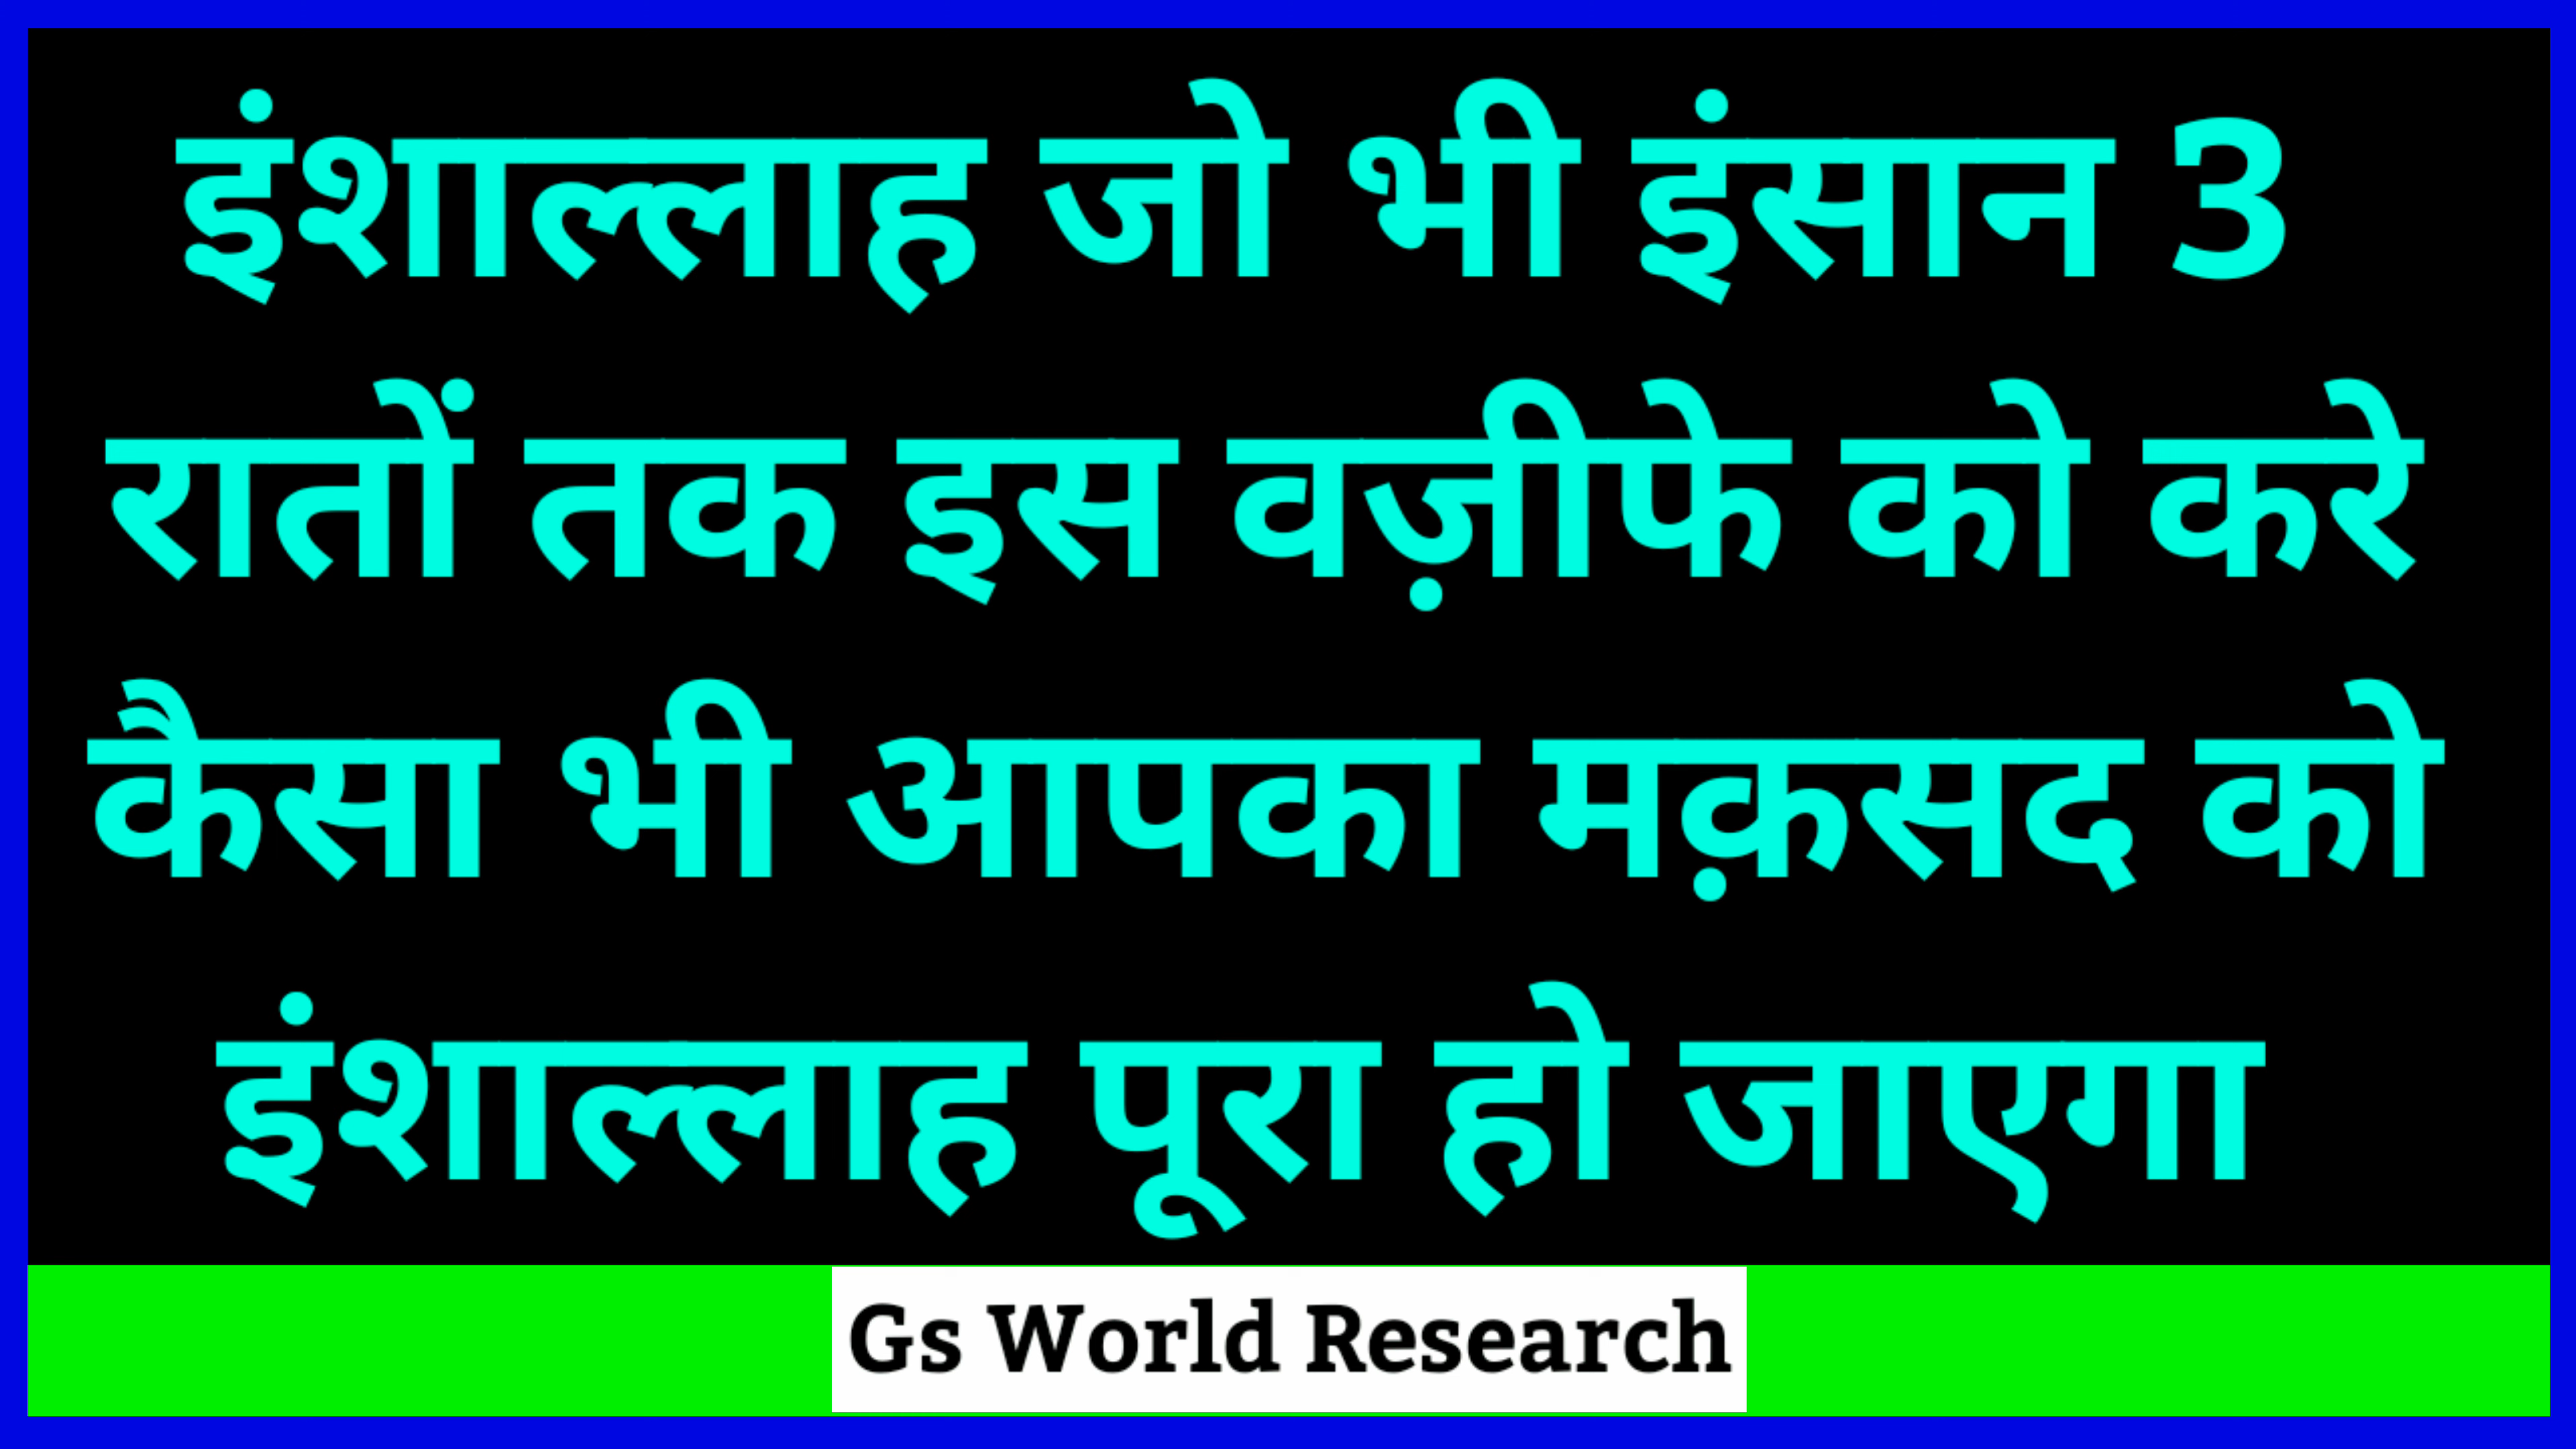 इंशाल्लाह जो भी इंसान 3
रातों तक इस वज़ीफे को करे
कैसा भी आपका मक़सद को
इंशाल्लाह पूरा हो जाएगा
Gs World Research